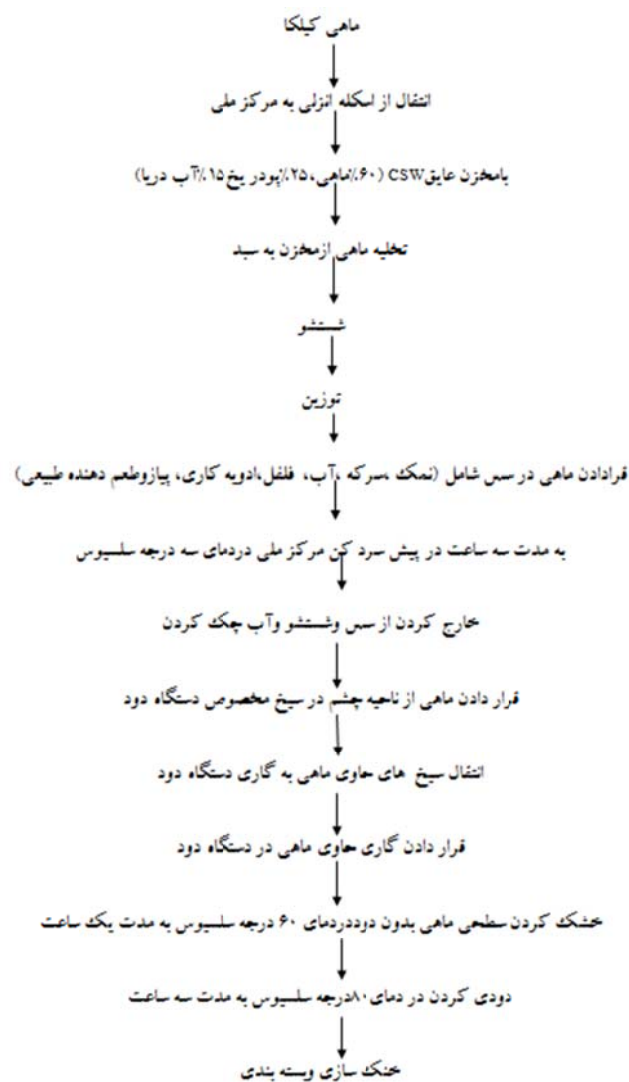 ماهی کیلکا
انتقال از اسکله انزلی به مرکز ملی
بامخزن عایق CSW (۶۰٪ماهی، ۲۵٪پودر یخ۱۵٪آب دریا)
تخلیه ماهی ازمخزن به سبد
شستشو
توزین
قرادادن ماهی در سس شامل (نمک ،سرکه ،آب، فلفل،ادویه کاری، پیازوطعم دهنده طبیعی)
به مدت سه ساعت در پیش سرد کن مرکز ملی دردمای سه درجه سلسیوس
خارج کردن از سس وشستشو وآب چک کردن
قرار دادن ماهی از ناحیه چشم در سیخ مخصوص دستگاه دود
انتقال سیخ های حاوی ماهی به گاری دستگاه دود
قرار دادن گاری حاوی ماهی در دستگاه دود
خشک کردن سطحی ماهی بدون دوددردمای ۶۰ درجه سلسیوس به مدت یک ساعت
دودی کردن در دمای۸۰درجه سلسیوس به مدت سه ساعت
خنک سازی وبسته بندی